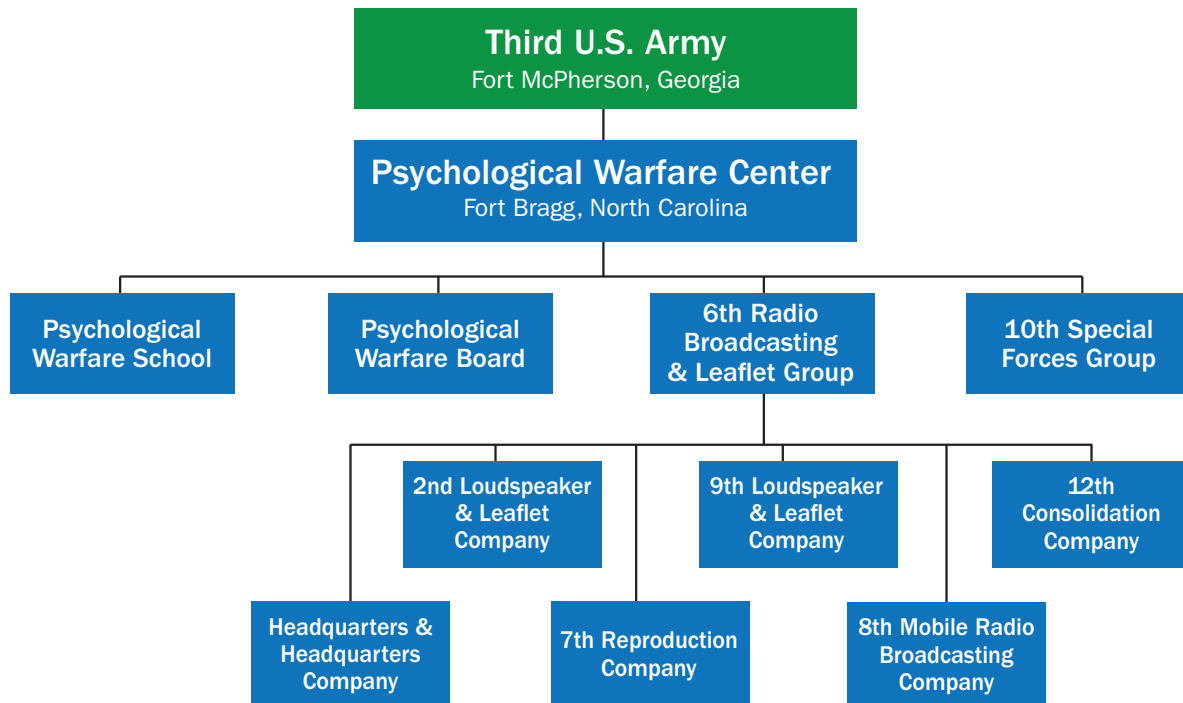 Third U.S. Army
Fort McPherson, Georgia
Psychological Warfare Center
Fort Bragg, North Carolina
Psychological
Warfare School
Psychological
Warfare Board
6th Radio
Broadcasting
& Leaflet Group
10th Special
Forces Group
2nd Loudspeaker
& Leaflet
Company
9th Loudspeaker
& Leaflet
Company
12th
Consolidation
Company
Headquarters &
Headquarters
Company
7th Reproduction
Company
8th Mobile Radio
Broadcasting
Company